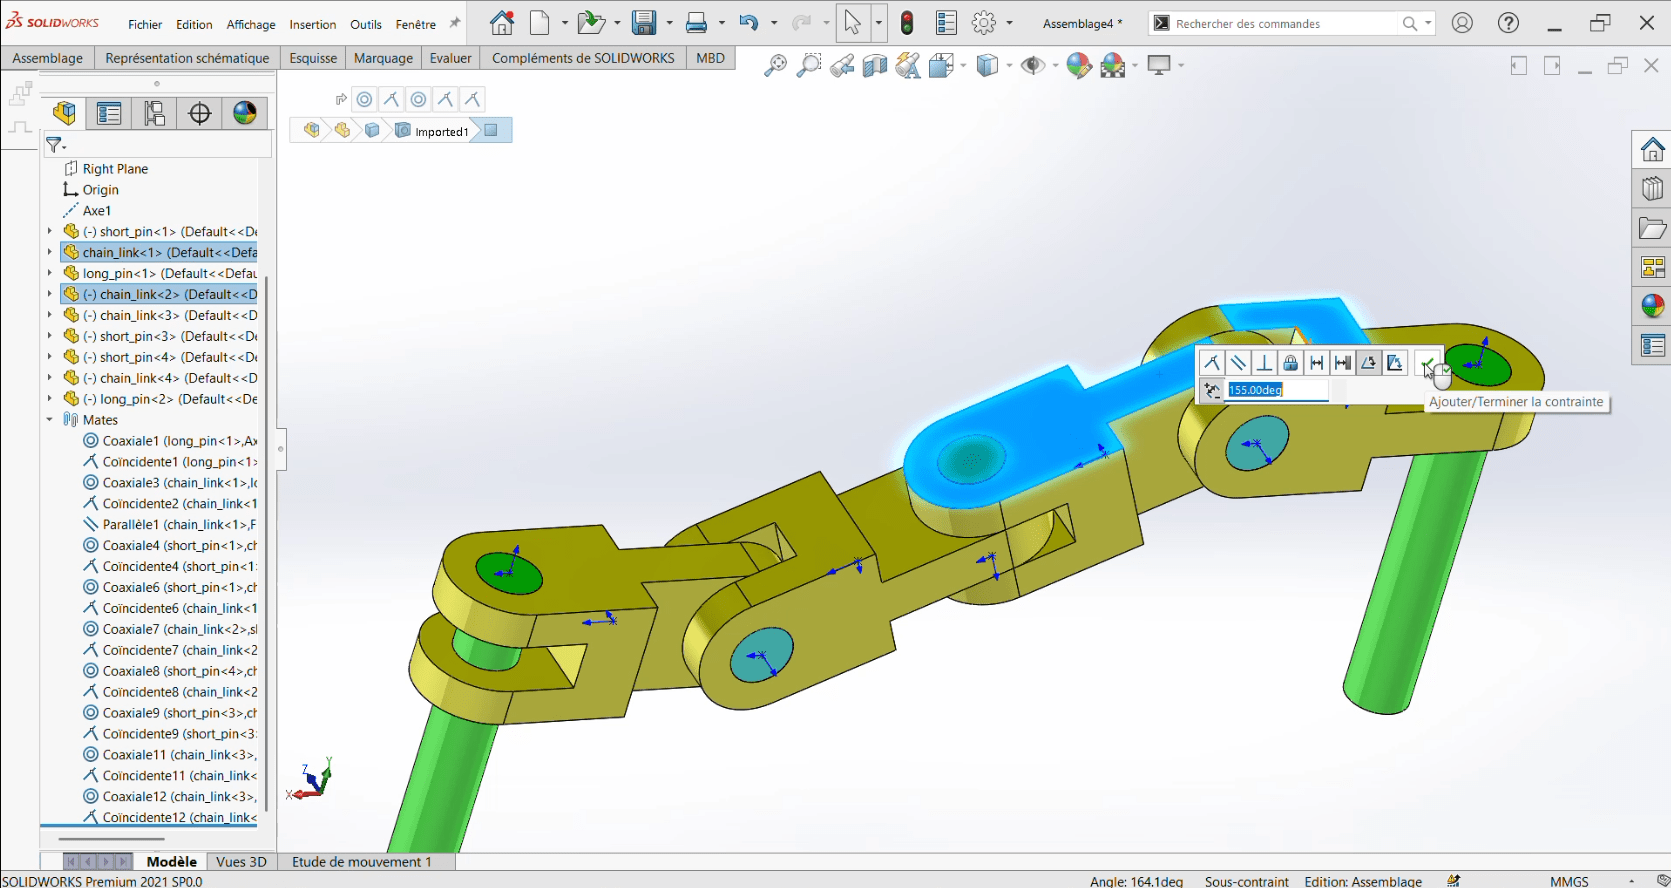 SOLIDWORKS
Fichier
Edition
Affichage
Insertion
Outils
Fenêtre
Assemblage4 *
Rechercher des commandes
Assemblage
Représentation schématique
Esquisse
Marquage
Evaluer
Compléments de SOLIDWORKS
MBD
Imported1
Right Plane
Origin
Axe1
(-) short_pin<1> (Default<<De
chain_link<1> (Default<<Defa
long_pin<1> (Default<<Defau
(-) chain_link<2> (Default<<D
(-) chain_link<3> (Default<<D
(-) short_pin<3> (Default<<De
(-) short_pin<4> (Default<<De
(-) chain_link<4> (Default<<D
(-) long_pin<2> (Default<<De
Mates
Coaxiale1 (long_pin<1>,Ax
Coïncidente1 (long_pin<1>
Coaxiale3 (chain_link<1>,lo
Coïncidente2 (chain_link<1
Parallèle1 (chain_link<1>,F
Coaxiale4 (short_pin<1>,ch
Coïncidente4 (short_pin<1>
Coaxiale6 (short_pin<1>,ch
Coïncidente6 (chain_link<1
Coaxiale7 (chain_link<2>,sh
Coïncidente7 (chain_link<2
Coaxiale8 (short_pin<4>,ch
Coïncidente8 (chain_link<2
Coaxiale9 (short_pin<3>,ch
Coïncidente9 (short_pin<3>
Coaxiale11 (chain_link<3>,
Coïncidente11 (chain_link<
Coaxiale12 (chain_link<3>,
Coïncidente12 (chain_link<
155.00deg
Ajouter/Terminer la contrainte
Z
Y
X
Modèle
Vues 3D
Etude de mouvement 1
SOLIDWORKS Premium 2021 SP0.0
Angle: 164.1deg
Sous-contraint
Edition: Assemblage
MMGS